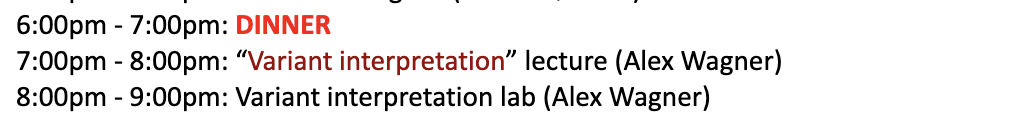 6:00pm - 7:00pm: DINNER
7:00pm - 8:00pm: “Variant interpretation” lecture (Alex Wagner)
8:00pm - 9:00pm: Variant interpretation lab (Alex Wagner)